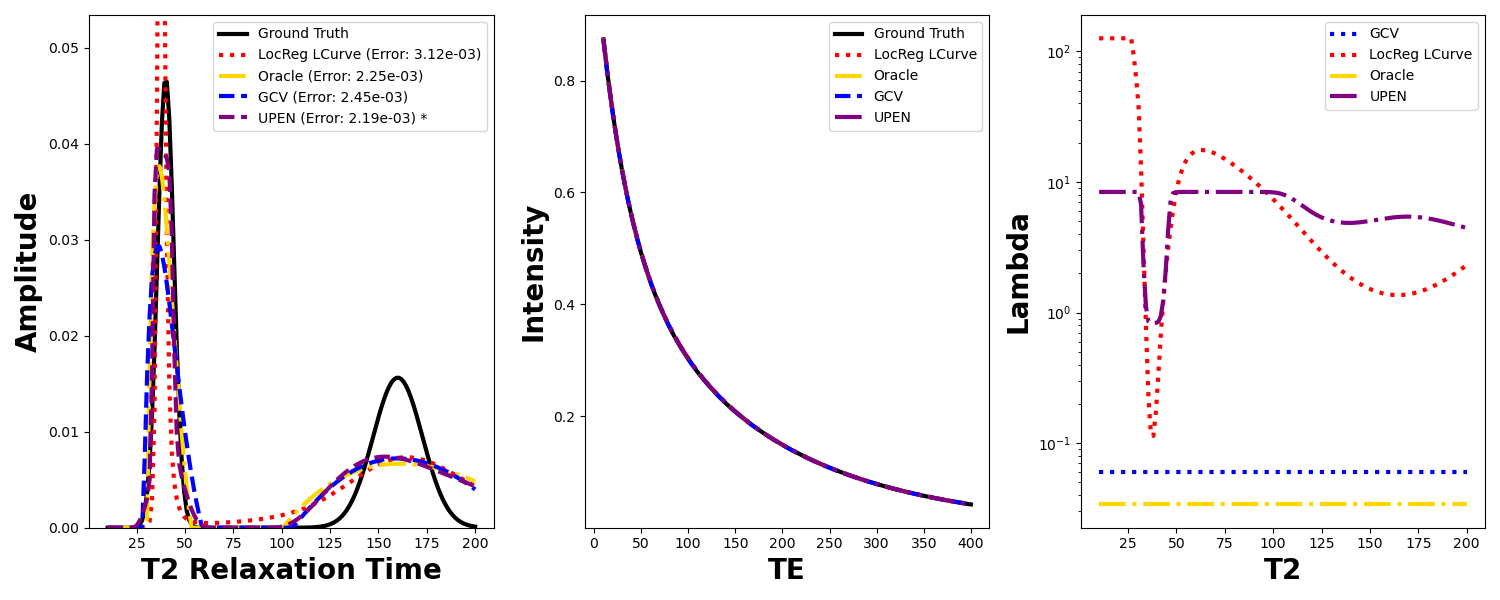 Amplitude
0.05
0.04
0.03
0.02
0.01
0.00
25 50 75 100 125 150 175 200
T2 Relaxation Time
Ground Truth
LocReg LCurve (Error: 3.12e-03)
Oracle (Error: 2.25e-03)
GCV (Error: 2.45e-03)
UPEN (Error: 2.19e-03) *
Intensity
0.8
0.6
0.4
0.2
0 50 100 150 200 250 300 350 400
TE
Ground Truth
LocReg LCurve
Oracle
GCV
UPEN
Lambda
10²
10¹
10⁰
10⁻¹
25 50 75 100 125 150 175 200
T2
GCV
LocReg LCurve
Oracle
UPEN